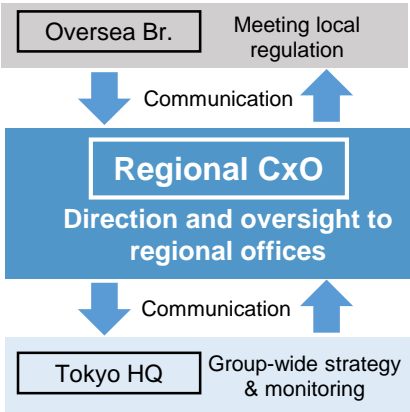 Oversea Br.
Meeting local
regulation
Communication
Regional CxO
Direction and oversight to
regional offices
Communication
Tokyo HQ
Group-wide strategy
& monitoring